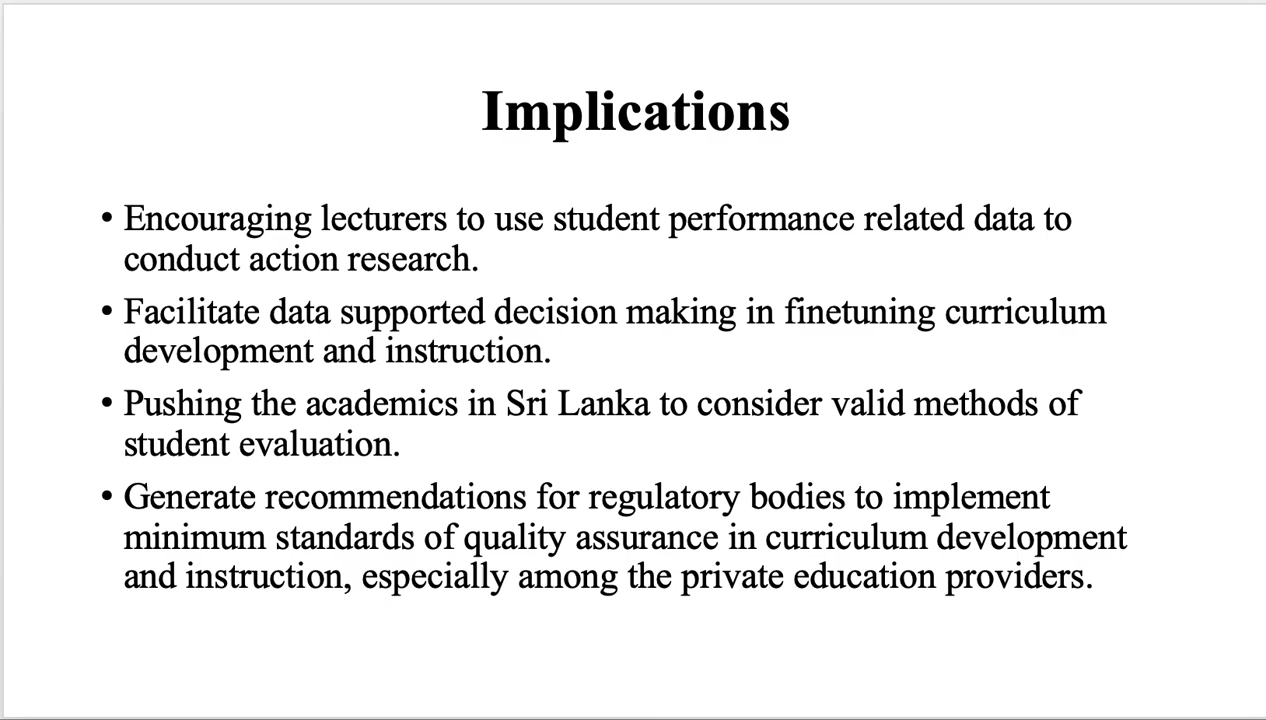 Implications
• Encouraging lecturers to use student performance related data to
conduct action research.
• Facilitate data supported decision making in finetuning curriculum
development and instruction.
• Pushing the academics in Sri Lanka to consider valid methods of
student evaluation.
• Generate recommendations for regulatory bodies to implement
minimum standards of quality assurance in curriculum development
and instruction, especially among the private education providers.